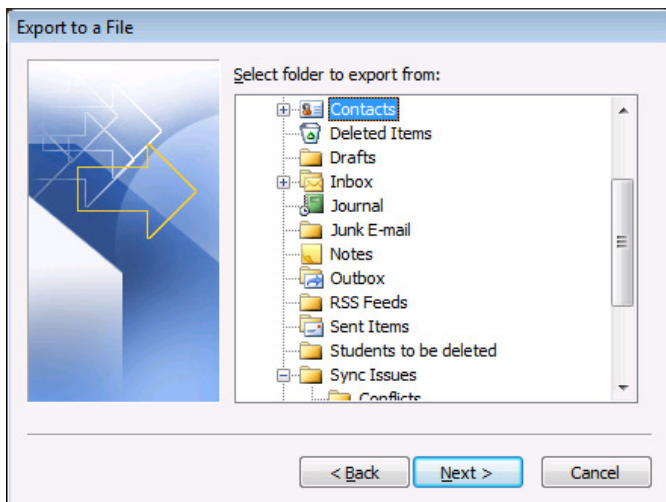 Export to a File
Select folder to export from:
Contacts
Deleted Items
Drafts
Inbox
Journal
Junk E-mail
Notes
Outbox
RSS Feeds
Sent Items
Students to be deleted
Sync Issues
Conflicts
< Back Next > Cancel